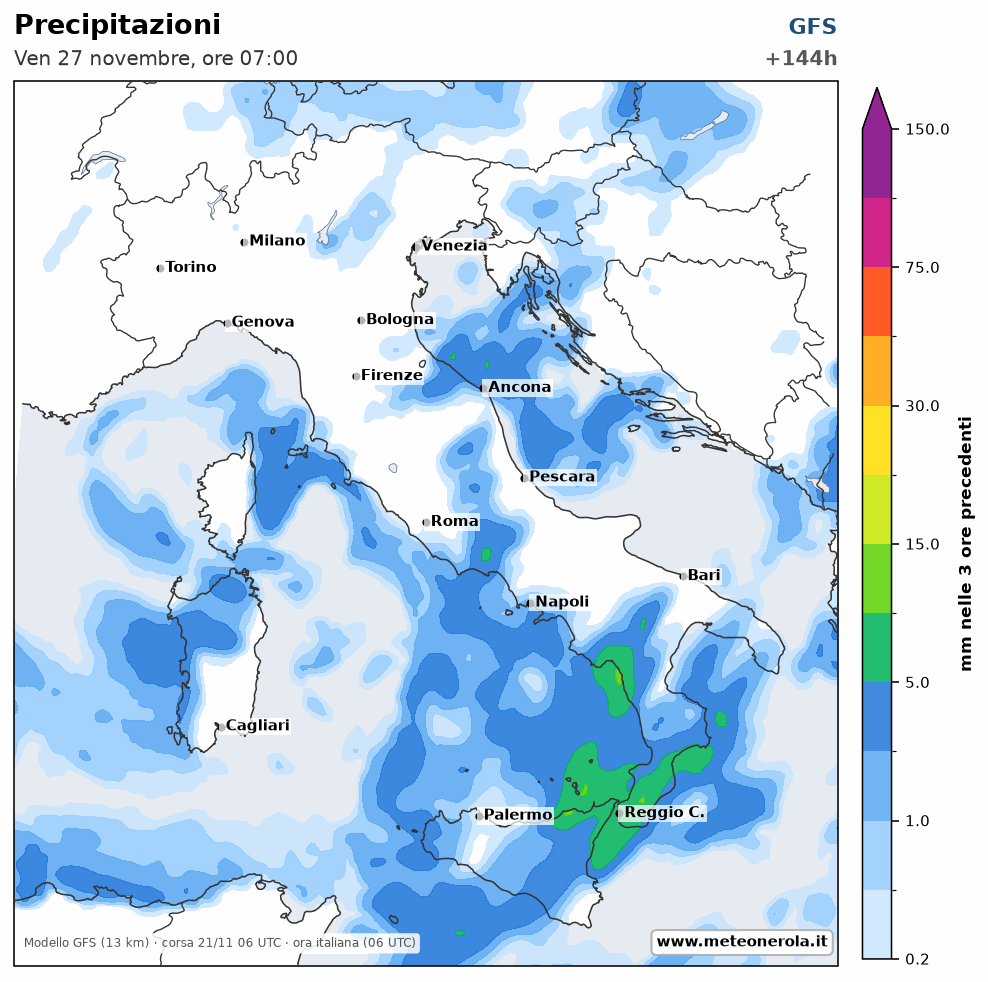 Precipitazioni
GFS
Ven 27 novembre, ore 07:00
+144h
150.0
75.0
30.0
15.0
5.0
1.0
0.2
mm nelle 3 ore precedenti
Milano
Venezia
Torino
Genova
Bologna
Firenze
Ancona
Pescara
Roma
Bari
Napoli
Cagliari
Palermo
Reggio C.
Modello GFS (13 km) · corsa 21/11 06 UTC · ora italiana (06 UTC)
www.meteonerola.it